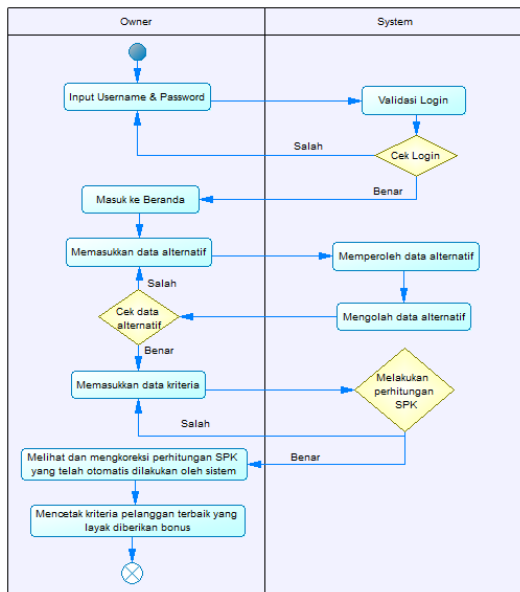 Owner
System
Input Username & Password
Validasi Login
Salah
Cek Login
Benar
Masuk ke Beranda
Memasukkan data alternatif
Memperoleh data alternatif
Salah
Cek data
alternatif
Mengolah data alternatif
Benar
Memasukkan data kriteria
Melakukan
perhitungan
SPK
Salah
Benar
Melihat dan mengkoreksi perhitungan SPK
yang telah otomatis dilakukan oleh sistem
Mencetak kriteria pelanggan terbaik yang
layak diberikan bonus